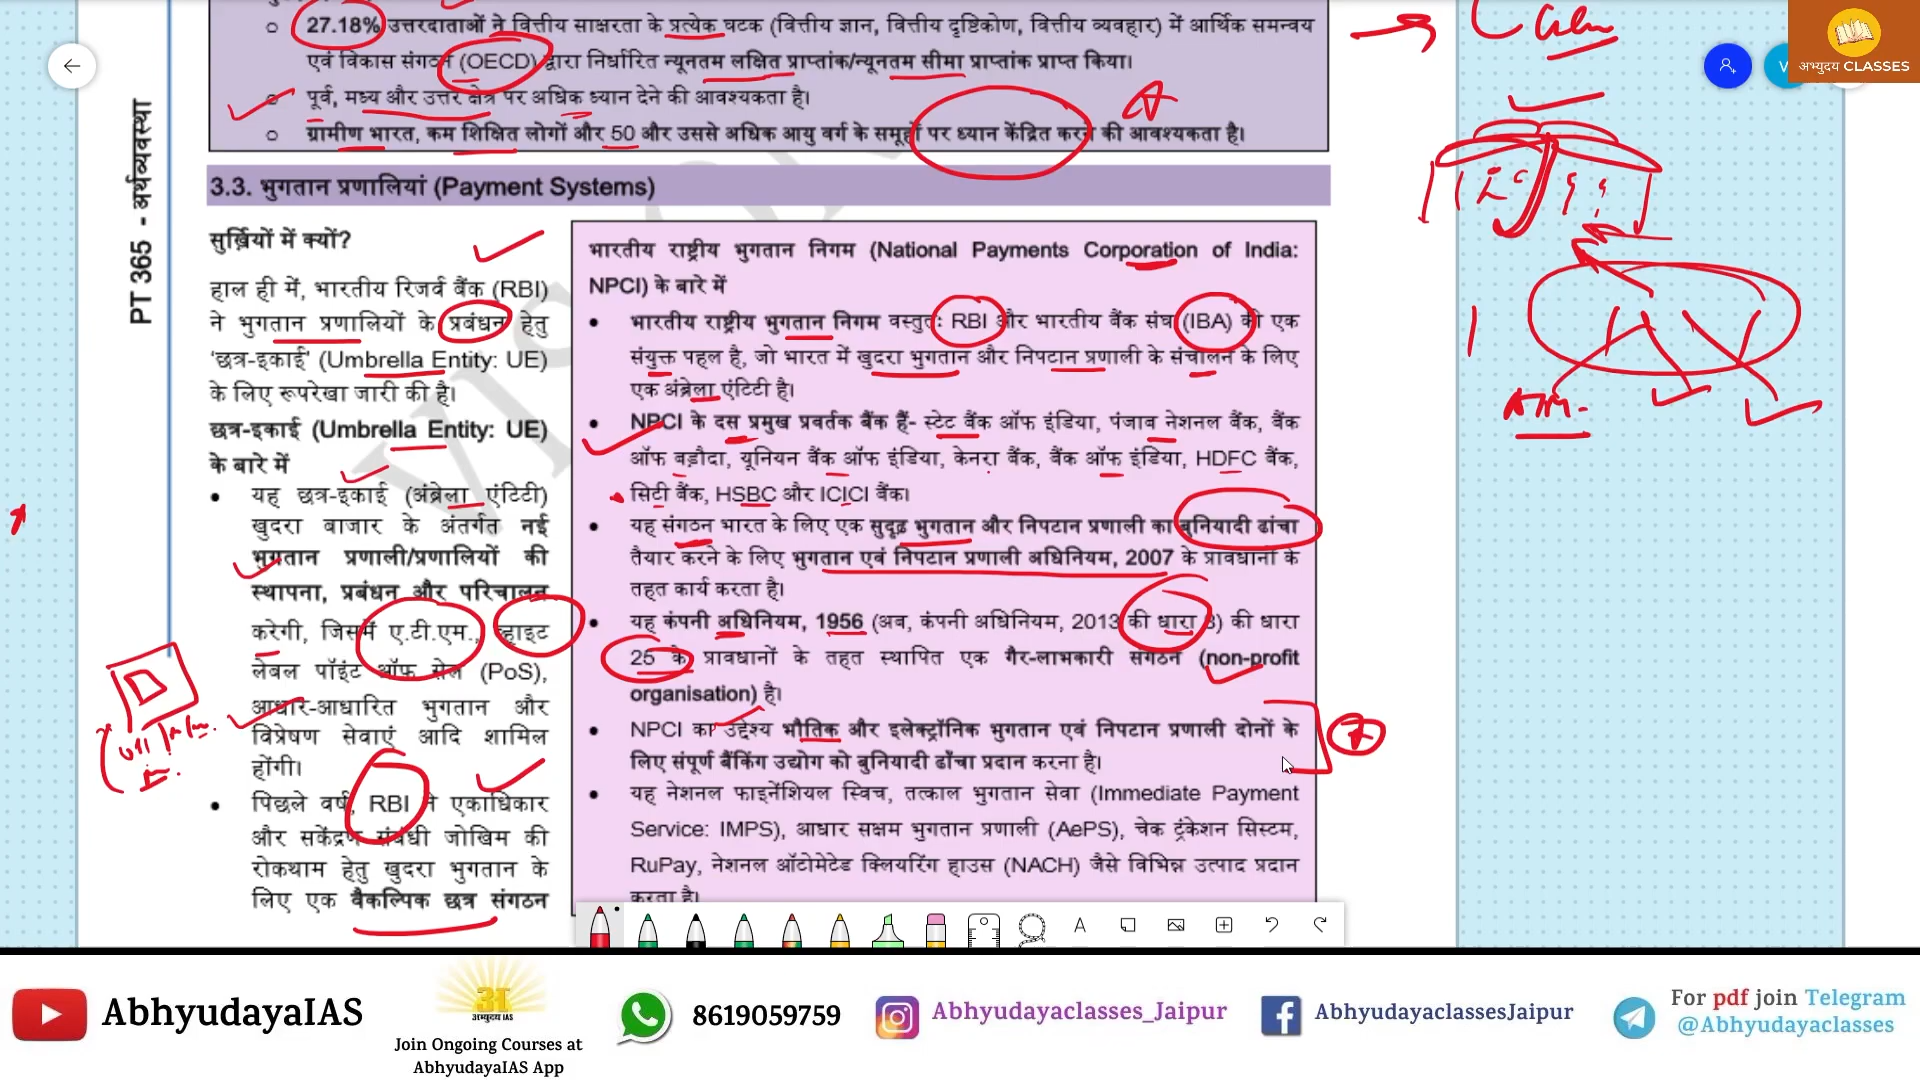 27.18% उत्तरदाताओं ने वित्तीय साक्षरता के प्रत्येक घटक (वित्तीय ज्ञान, वित्तीय दृष्टिकोण, वित्तीय व्यवहार) में आर्थिक समन्वय
एवं विकास संगठन (OECD) द्वारा निर्धारित न्यूनतम लक्षित प्राप्तांक/न्यूनतम सीमा प्राप्तांक प्राप्त किया।
पूर्व, मध्य और उत्तर क्षेत्र पर अधिक ध्यान देने की आवश्यकता है।
ग्रामीण भारत, कम शिक्षित लोगों और 50 और उससे अधिक आयु वर्ग के समूहों पर ध्यान केंद्रित करने की आवश्यकता है।
अभ्युदय CLASSES
PT 365 - अर्थव्यवस्था
3.3. भुगतान प्रणालियां (Payment Systems)
सुर्ख़ियों में क्यों?
हाल ही में, भारतीय रिजर्व बैंक (RBI)
ने भुगतान प्रणालियों के प्रबंधन हेतु
'छत्र-इकाई' (Umbrella Entity: UE)
के लिए रूपरेखा जारी की है।
छत्र-इकाई (Umbrella Entity: UE)
के बारे में
• यह छत्र-इकाई (अंब्रेला एंटिटी)
खुदरा बाजार के अंतर्गत नई
भुगतान प्रणाली/प्रणालियों की
स्थापना, प्रबंधन और परिचालन
करेगी, जिसमें ए.टी.एम., व्हाइट
लेबल पॉइंट ऑफ सेल (PoS),
आधार-आधारित भुगतान और
विप्रेषण सेवाएं आदि शामिल
होंगी।
• पिछले वर्ष, RBI ने एकाधिकार
और सकेंद्रण संबंधी जोखिम की
रोकथाम हेतु खुदरा भुगतान के
लिए एक वैकल्पिक छत्र संगठन
भारतीय राष्ट्रीय भुगतान निगम (National Payments Corporation of India:
NPCI) के बारे में
• भारतीय राष्ट्रीय भुगतान निगम वस्तुतः RBI और भारतीय बैंक संघ (IBA) की एक
संयुक्त पहल है, जो भारत में खुदरा भुगतान और निपटान प्रणाली के संचालन के लिए
एक अंब्रेला एंटिटी है।
• NPCI के दस प्रमुख प्रवर्तक बैंक हैं- स्टेट बैंक ऑफ इंडिया, पंजाब नेशनल बैंक, बैंक
ऑफ बड़ौदा, यूनियन बैंक ऑफ इंडिया, केनरा बैंक, बैंक ऑफ इंडिया, HDFC बैंक,
सिटी बैंक, HSBC और ICICI बैंक।
• यह संगठन भारत के लिए एक सुदृढ़ भुगतान और निपटान प्रणाली का बुनियादी ढांचा
तैयार करने के लिए भुगतान एवं निपटान प्रणाली अधिनियम, 2007 के प्रावधानों के
तहत कार्य करता है।
• यह कंपनी अधिनियम, 1956 (अब, कंपनी अधिनियम, 2013 की धारा 8) की धारा
25 के प्रावधानों के तहत स्थापित एक गैर-लाभकारी संगठन (non-profit
organisation) है।
• NPCI का उद्देश्य भौतिक और इलेक्ट्रॉनिक भुगतान एवं निपटान प्रणाली दोनों के
लिए संपूर्ण बैंकिंग उद्योग को बुनियादी ढाँचा प्रदान करना है।
• यह नेशनल फाइनेंशियल स्विच, तत्काल भुगतान सेवा (Immediate Payment
Service: IMPS), आधार सक्षम भुगतान प्रणाली (AePS), चेक ट्रंकेशन सिस्टम,
RuPay, नेशनल ऑटोमेटेड क्लियरिंग हाउस (NACH) जैसे विभिन्न उत्पाद प्रदान
करता है।
AbhyudayaIAS
अभ्युदय IAS
Join Ongoing Courses at
AbhyudayaIAS App
8619059759
Abhyudayaclasses_Jaipur
AbhyudayaclassesJaipur
For pdf join Telegram
@Abhyudayaclasses